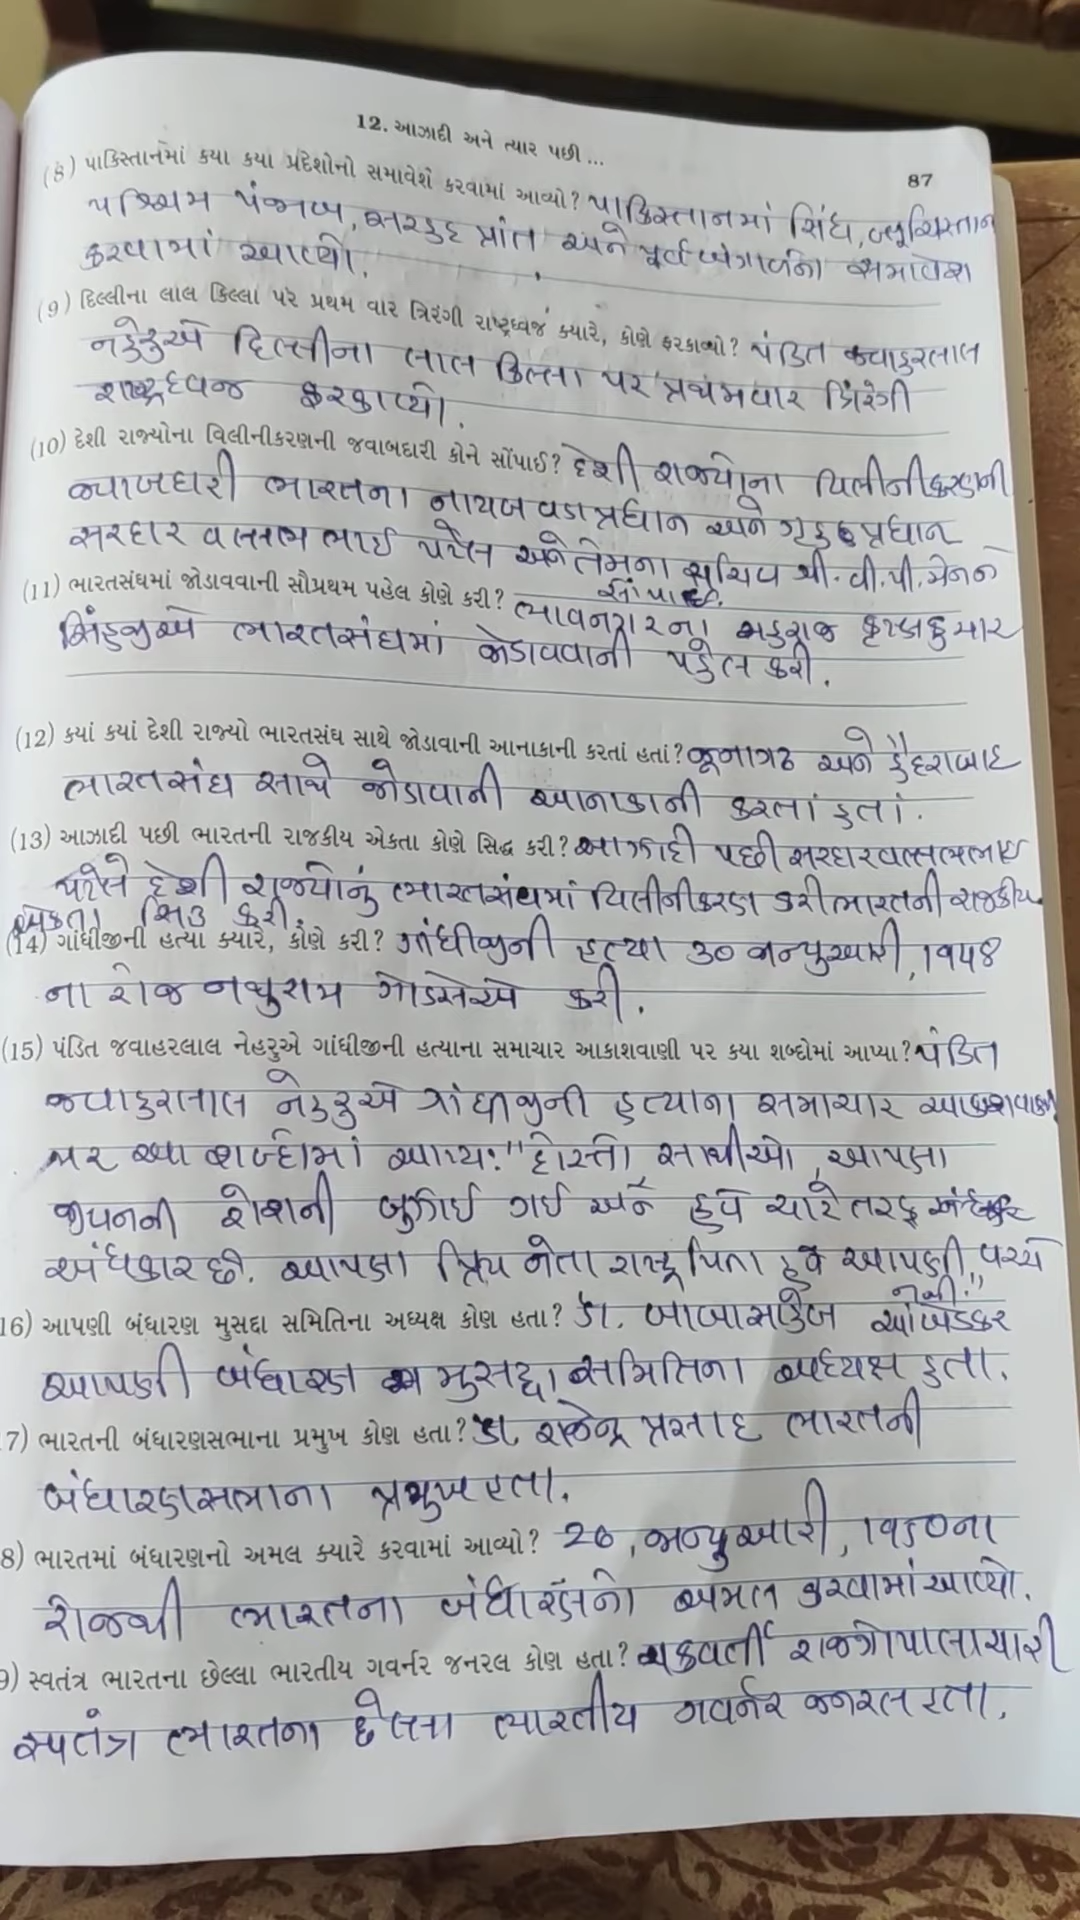 12. આઝાદી અને ત્યાર પછી...
87
(8) પાકિસ્તાનમાં કયા કયા પ્રદેશોનો સમાવેશ કરવામાં આવ્યો? પાકિસ્તાનમાં સિંધ, બ્લૂચિસ્તાન
પશ્ચિમ પંજાબ, સરહદ પ્રાંત અને પૂર્વ બંગાળનો સમાવેશ
કરવામાં આવ્યો.
(9) દિલ્લીના લાલ કિલ્લા પર પ્રથમ વાર ત્રિરંગી રાષ્ટ્રધ્વજ ક્યારે, કોણે ફરકાવ્યો? પંડિત જવાહરલાલ
નહેરુએ દિલ્લીના લાલ કિલ્લા પર પ્રથમવાર ત્રિરંગી
રાષ્ટ્રધ્વજ ફરકાવ્યો.
(10) દેશી રાજ્યોના વિલીનીકરણની જવાબદારી કોને સોંપાઈ? દેશી રાજ્યોના વિલીનીકરણની
જ્વાબદારી ભારતના નાયબ વડાપ્રધાન અને ગૃહપ્રધાન
સરદાર વલ્લભભાઈ પટેલ અને તેમના સચિવ શ્રી. વી. પી. મેનન ને
સોંપાઈ.
(11) ભારતસંઘમાં જોડાવવાની સૌપ્રથમ પહેલ કોણે કરી? ભાવનગરના મહારાજ કૃષ્ણકુમાર
સિંહજીએ ભારતસંઘમાં જોડાવવાની પહેલ કરી.
(12) કયાં કયાં દેશી રાજ્યો ભારતસંઘ સાથે જોડાવાની આનાકાની કરતાં હતાં? જૂનાગઢ અને હૈદરાબાદ
ભારતસંઘ સાથે જોડાવાની આનાકાની કરતાં હતાં.
(13) આઝાદી પછી ભારતની રાજકીય એકતા કોણે સિદ્ધ કરી? આઝાદી પછી સરદાર વલ્લભભાઈ
પટેલે દેશી રાજ્યોનું ભારતસંઘમાં વિલીનીકરણ કરી ભારતની રાજકીય
એકતા સિદ્ધ કરી.
(14) ગાંધીજીની હત્યા ક્યારે, કોણે કરી? ગાંધીજીની હત્યા ૩૦ જાન્યુઆરી, ૧૯૪૮
ના રોજ નથુરામ ગોડસેએ કરી.
(15) પંડિત જવાહરલાલ નેહરુએ ગાંધીજીની હત્યાના સમાચાર આકાશવાણી પર કયા શબ્દોમાં આપ્યા? પંડિત
જવાહરલાલ નેહરુએ ગાંધીજીની હત્યાના સમાચાર આકાશવાણી
પર આ શબ્દોમાં આપ્યા: "દોસ્તો, સાથીઓ, આપણા
જીવનની રોશની બુઝાઈ ગઈ અને હવે ચારે તરફ
અંધકાર છે. આપણા પ્રિય નેતા રાષ્ટ્રપિતા હવે આપણી વચ્ચે
નથી."
16) આપણી બંધારણ મુસદ્દા સમિતિના અધ્યક્ષ કોણ હતા? ડૉ. બાબાસાહેબ આંબેડકર
આપણી બંધારણ મુસદ્દા સમિતિના અધ્યક્ષ હતા.
7) ભારતની બંધારણસભાના પ્રમુખ કોણ હતા? ડૉ. રાજેન્દ્ર પ્રસાદ ભારતની
બંધારણસભાના પ્રમુખ હતા.
8) ભારતમાં બંધારણનો અમલ ક્યારે કરવામાં આવ્યો? ૨૬, જાન્યુઆરી, ૧૯૫૦ના
રોજથી ભારતના બંધારણનો અમલ કરવામાં આવ્યો.
9) સ્વતંત્ર ભારતના છેલ્લા ભારતીય ગવર્નર જનરલ કોણ હતા? ચક્રવર્તી રાજગોપાલાચારી
સ્વતંત્ર ભારતના છેલ્લા ભારતીય ગવર્નર જનરલ હતા.